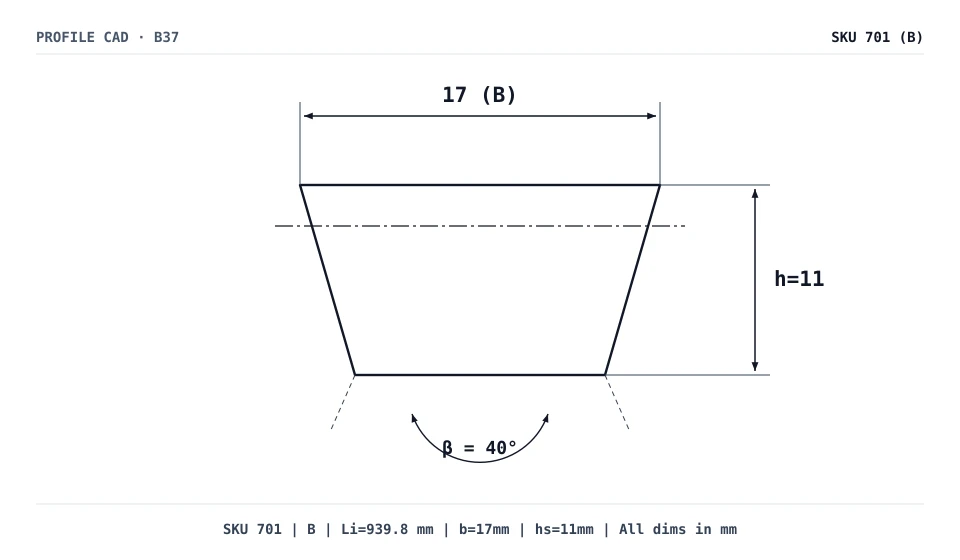 PROFILE CAD · B37
SKU 701 (B)
17 (B)
h=11
β = 40°
SKU 701 | B | Li=939.8 mm | b=17mm | hs=11mm | All dims in mm